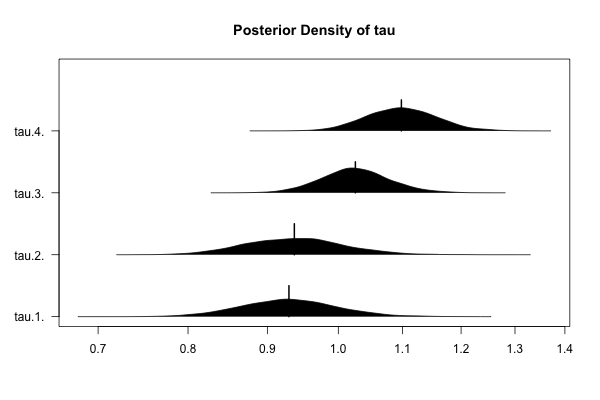 Posterior Density of tau
tau.4.
tau.3.
tau.2.
tau.1.
0.7 0.8 0.9 1.0 1.1 1.2 1.3 1.4